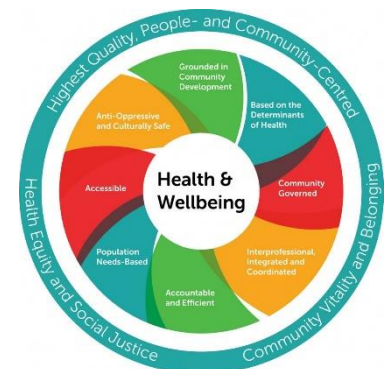 Highest Quality, People- and Community-Centred
Grounded in
Community
Development
Based on the
Determinants
of Health
Community
Governed
Interprofessional,
Integrated and
Coordinated
Accountable
and Efficient
Population
Needs-Based
Accessible
Anti-Oppressive
and Culturally Safe
Health &
Wellbeing
Community Vitality and Belonging
Health Equity and Social Justice